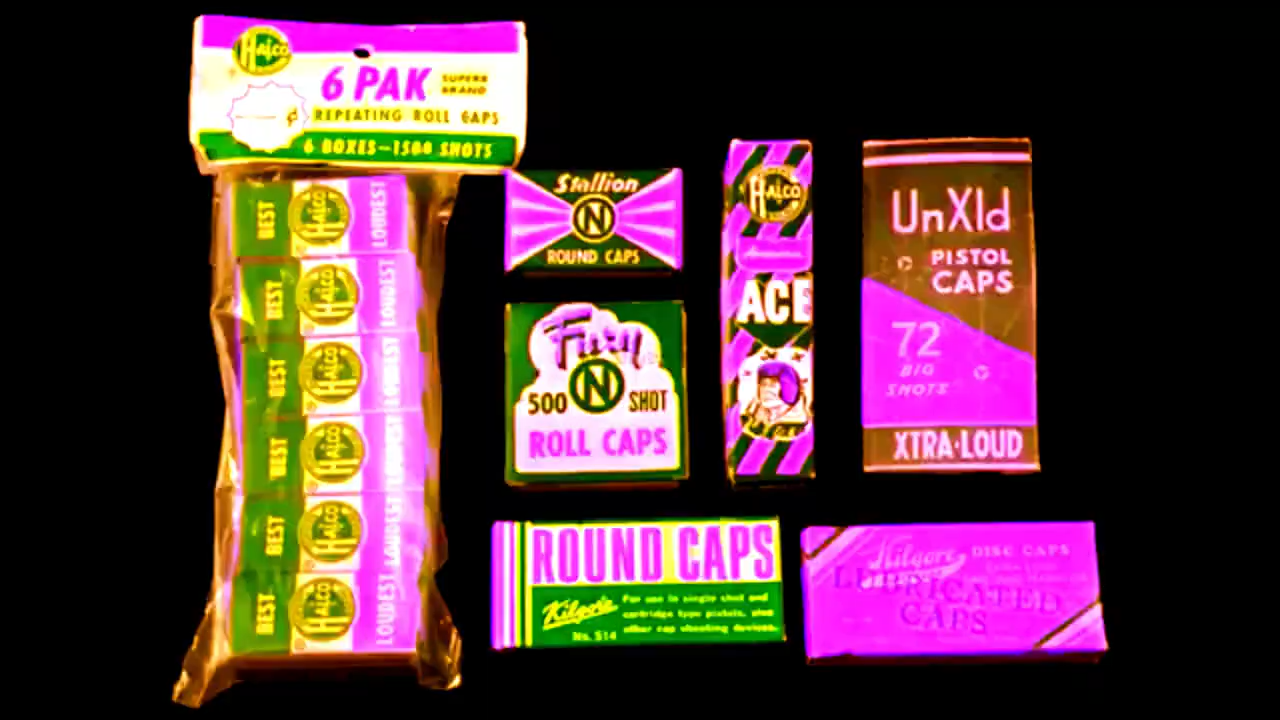 HALCO
6 PAK
SUPERB
BRAND
¢
REPEATING ROLL CAPS
6 BOXES-1500 SHOTS
BEST HALCO LOUDEST
BEST HALCO LOUDEST
BEST HALCO LOUDEST
BEST HALCO LOUDEST
BEST HALCO LOUDEST
BEST HALCO LOUDEST
Stallion
N
ROUND CAPS
Fury
N
500 SHOT
ROLL CAPS
HALCO
ACE
UnXld
PISTOL
CAPS
72
BIG
SHOTS
XTRA-LOUD
ROUND CAPS
Kilgore
No. 514
For use in single shot and
cartridge type pistols, also
other cap shooting devices.
Kilgore DISC CAPS
LUBRICATED
CAPS